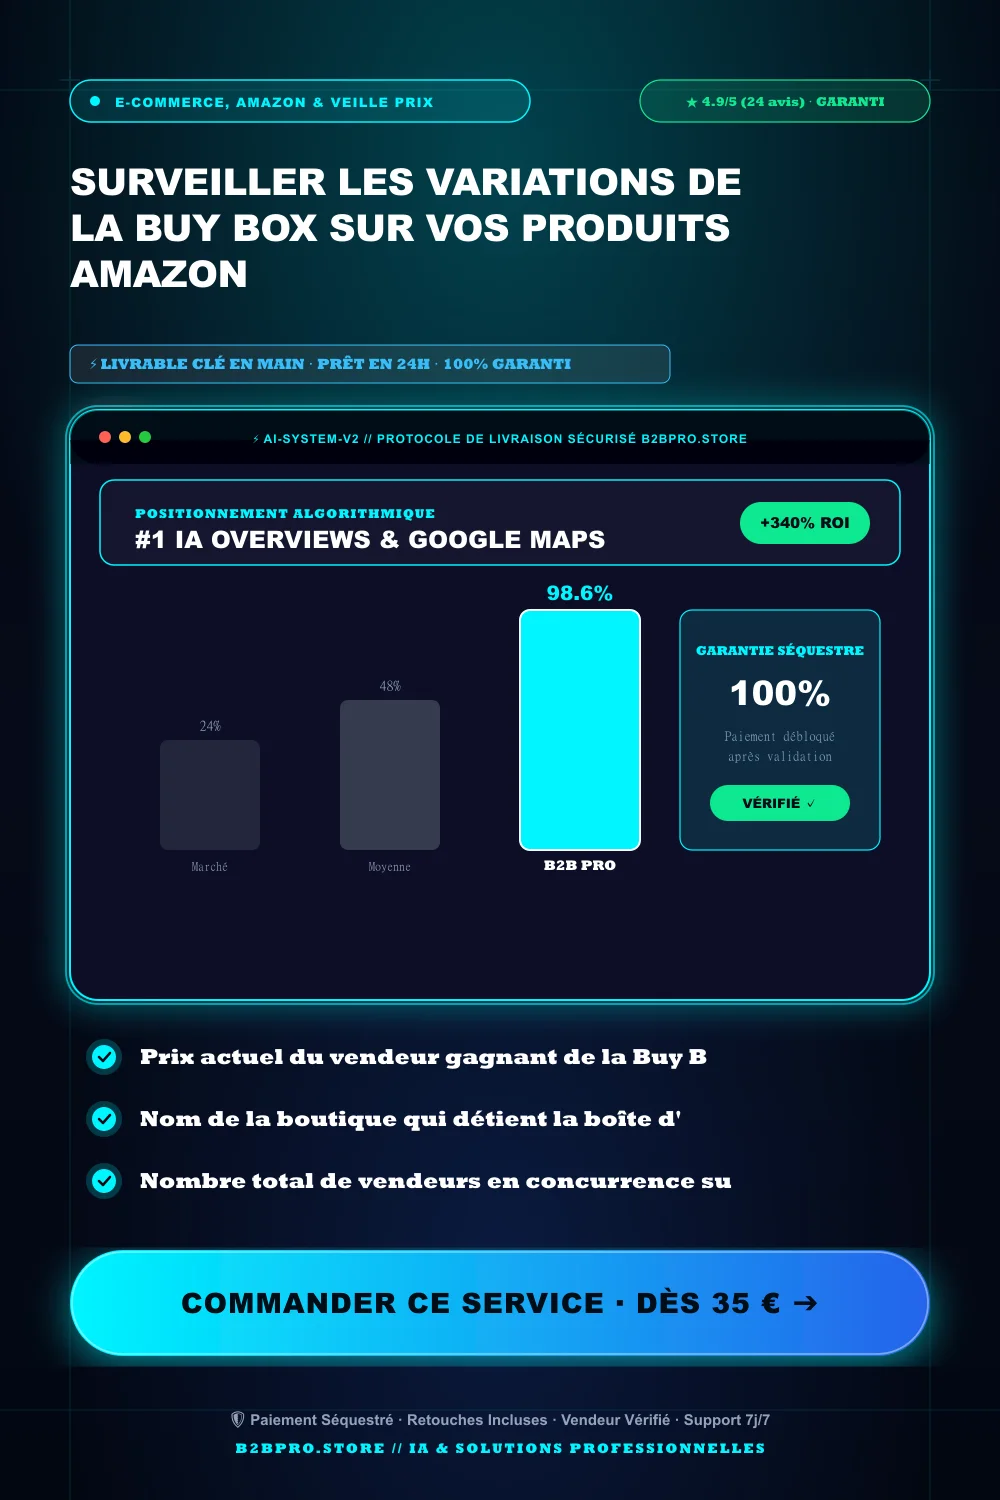 E-COMMERCE, AMAZON & VEILLE PRIX
★ 4.9/5 (24 avis) · GARANTI
SURVEILLER LES VARIATIONS DE
LA BUY BOX SUR VOS PRODUITS
AMAZON
⚡ LIVRABLE CLÉ EN MAIN · PRÊT EN 24H · 100% GARANTI
⚡ AI-SYSTEM-V2 // PROTOCOLE DE LIVRAISON SÉCURISÉ B2BPRO.STORE
POSITIONNEMENT ALGORITHMIQUE
#1 IA OVERVIEWS & GOOGLE MAPS
+340% ROI
24%
Marché
48%
Moyenne
98.6%
B2B PRO
GARANTIE SÉQUESTRE
100%
Paiement débloqué
après validation
VÉRIFIÉ ✓
Prix actuel du vendeur gagnant de la Buy B
Nom de la boutique qui détient la boîte d'
Nombre total de vendeurs en concurrence su
COMMANDER CE SERVICE · DÈS 35 € →
🛡 Paiement Séquestré · Retouches Incluses · Vendeur Vérifié · Support 7j/7
B2BPRO.STORE // IA & SOLUTIONS PROFESSIONNELLES